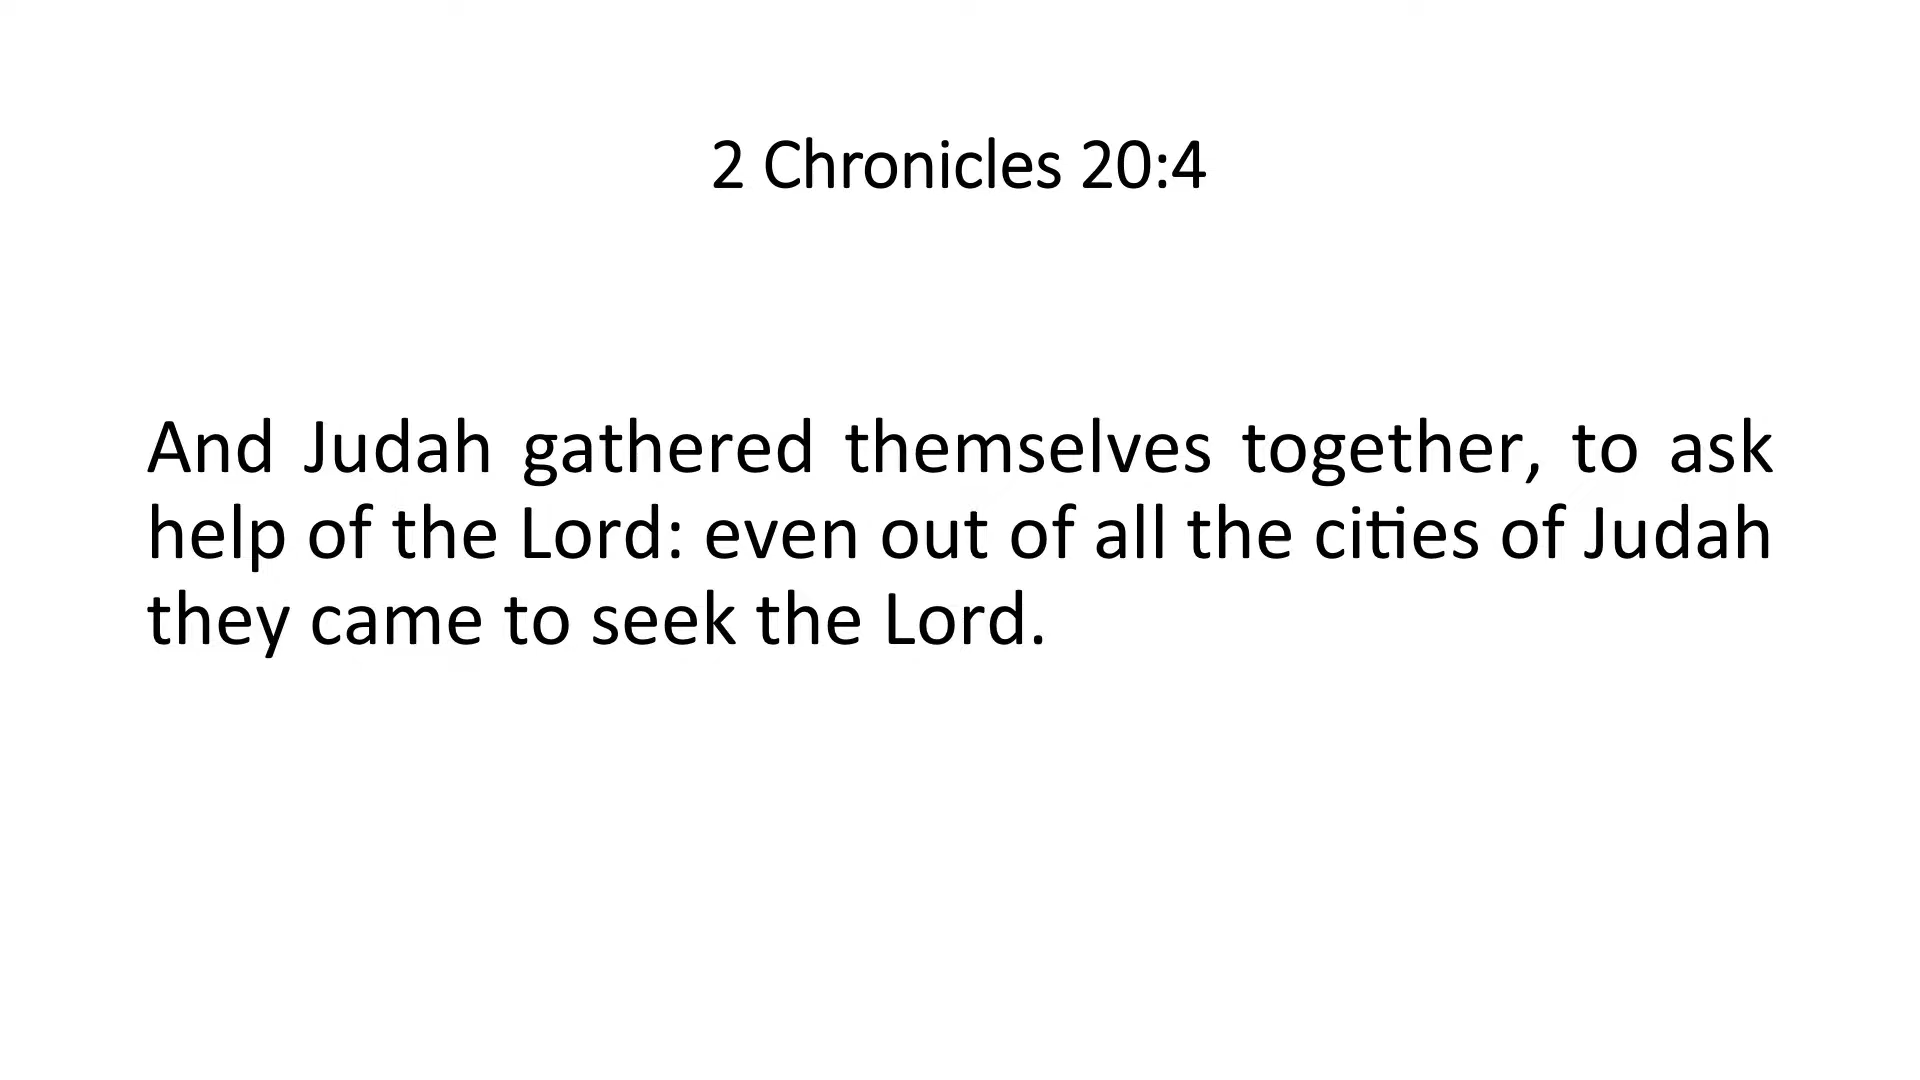 2 Chronicles 20:4
And Judah gathered themselves together, to ask
help of the Lord: even out of all the cities of Judah
they came to seek the Lord.